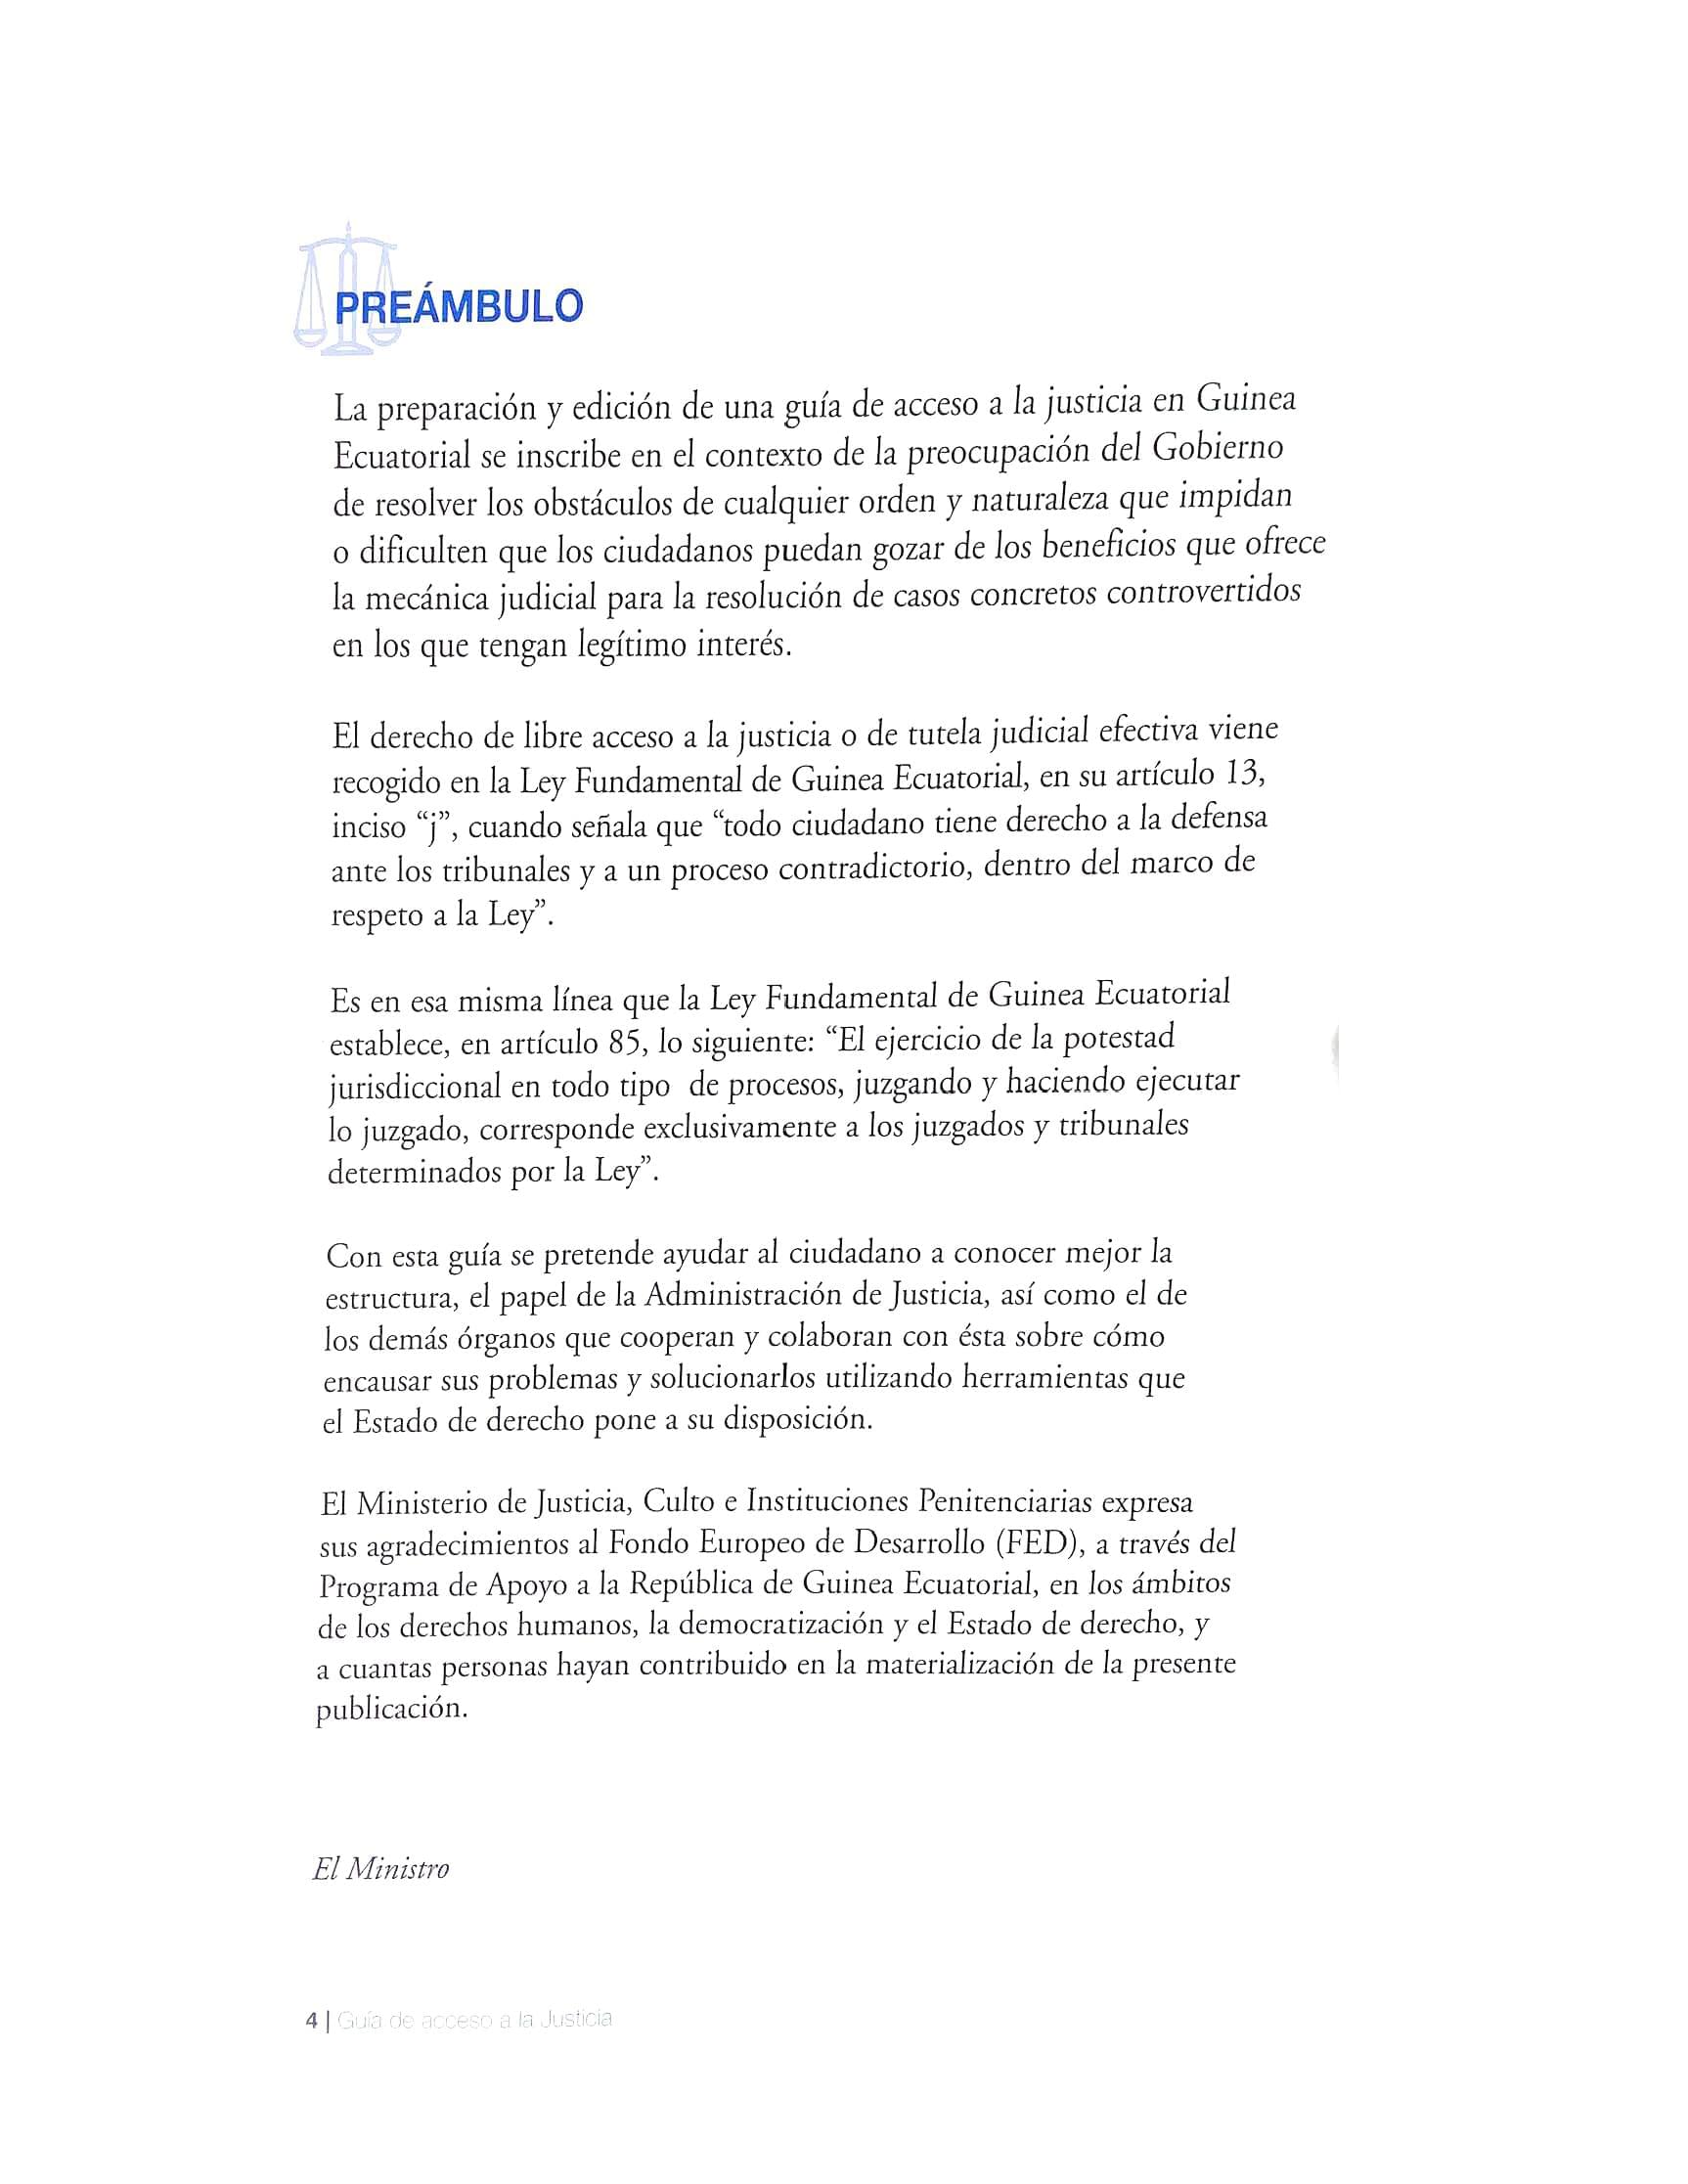 PREÁMBULO
La preparación y edición de una guía de acceso a la justicia en Guinea
Ecuatorial se inscribe en el contexto de la preocupación del Gobierno
de resolver los obstáculos de cualquier orden y naturaleza que impidan
o dificulten que los ciudadanos puedan gozar de los beneficios que ofrece
la mecánica judicial para la resolución de casos concretos controvertidos
en los que tengan legítimo interés.
El derecho de libre acceso a la justicia o de tutela judicial efectiva viene
recogido en la Ley Fundamental de Guinea Ecuatorial, en su artículo 13,
inciso “j”, cuando señala que “todo ciudadano tiene derecho a la defensa
ante los tribunales y a un proceso contradictorio, dentro del marco de
respeto a la Ley”.
Es en esa misma línea que la Ley Fundamental de Guinea Ecuatorial
establece, en artículo 85, lo siguiente: “El ejercicio de la potestad
jurisdiccional en todo tipo de procesos, juzgando y haciendo ejecutar
lo juzgado, corresponde exclusivamente a los juzgados y tribunales
determinados por la Ley”.
Con esta guía se pretende ayudar al ciudadano a conocer mejor la
estructura, el papel de la Administración de Justicia, así como el de
los demás órganos que cooperan y colaboran con ésta sobre cómo
encausar sus problemas y solucionarlos utilizando herramientas que
el Estado de derecho pone a su disposición.
El Ministerio de Justicia, Culto e Instituciones Penitenciarias expresa
sus agradecimientos al Fondo Europeo de Desarrollo (FED), a través del
Programa de Apoyo a la República de Guinea Ecuatorial, en los ámbitos
de los derechos humanos, la democratización y el Estado de derecho, y
a cuantas personas hayan contribuido en la materialización de la presente
publicación.
El Ministro
4 | Guía de acceso a la Justicia